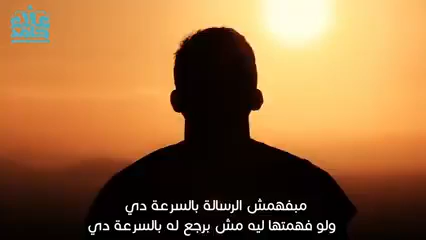 مبفهمش الرسالة بالسرعة دي
ولو فهمتها ليه مش برجع له بالسرعة دي